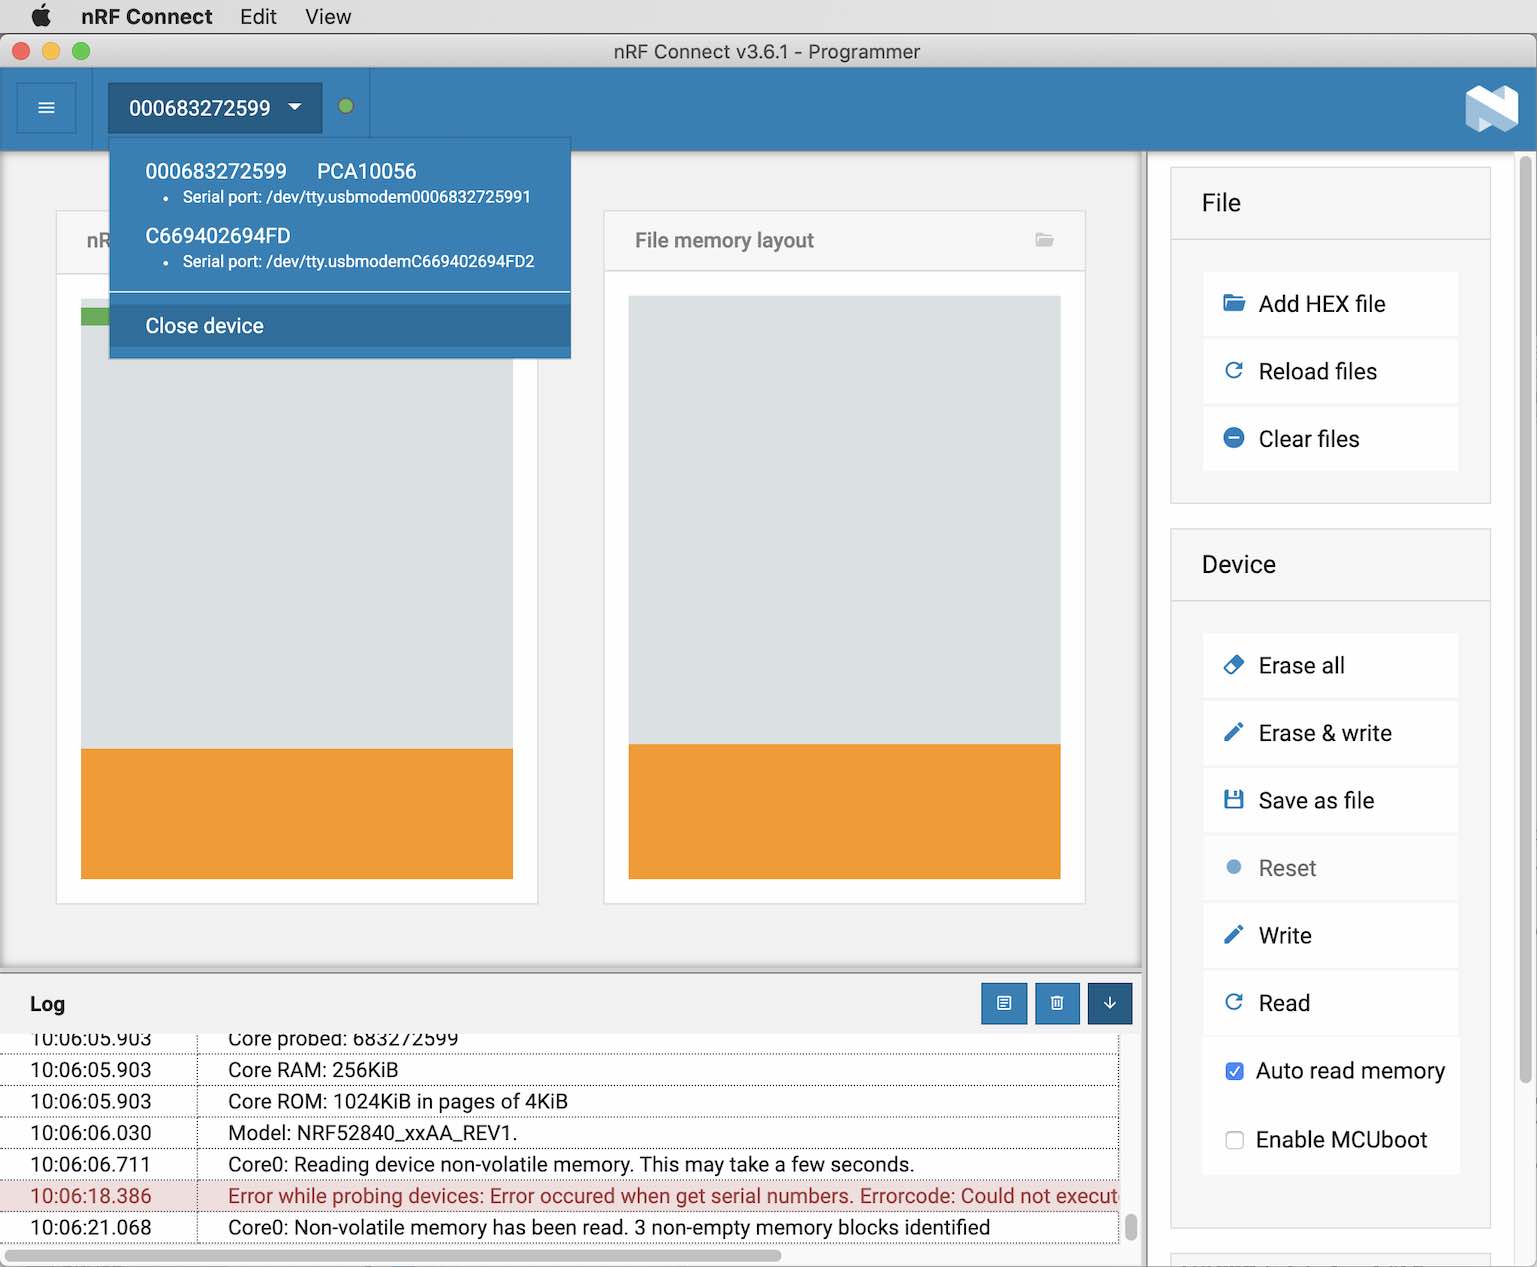 nRF Connect Edit View
nRF Connect v3.6.1 - Programmer
000683272599
000683272599 PCA10056
• Serial port: /dev/tty.usbmodem0006832725991
C669402694FD
• Serial port: /dev/tty.usbmodemC669402694FD2
Close device
nR
File memory layout
File
Add HEX file
Reload files
Clear files
Device
Erase all
Erase & write
Save as file
Reset
Write
Read
Auto read memory
Enable MCUboot
Log
10:06:05.903 Core probed: 683272599
10:06:05.903 Core RAM: 256KiB
10:06:05.903 Core ROM: 1024KiB in pages of 4KiB
10:06:06.030 Model: NRF52840_xxAA_REV1.
10:06:06.711 Core0: Reading device non-volatile memory. This may take a few seconds.
10:06:18.386 Error while probing devices: Error occured when get serial numbers. Errorcode: Could not execut
10:06:21.068 Core0: Non-volatile memory has been read. 3 non-empty memory blocks identified